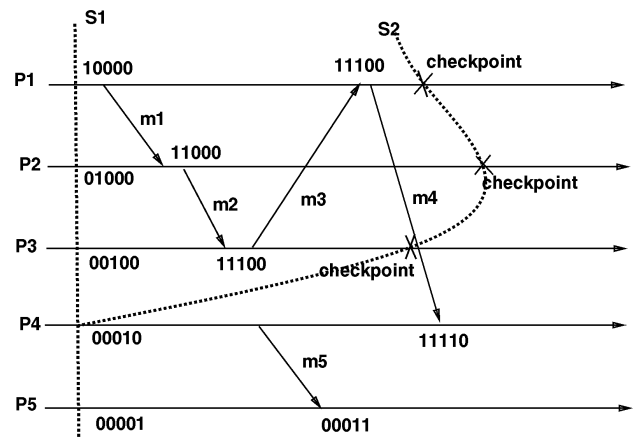 S1
S2
checkpoint
10000
11100
P1
m1
11000
P2
01000
checkpoint
m2
m3
m4
P3
00100
11100
checkpoint
P4
00010
11110
m5
P5
00001
00011